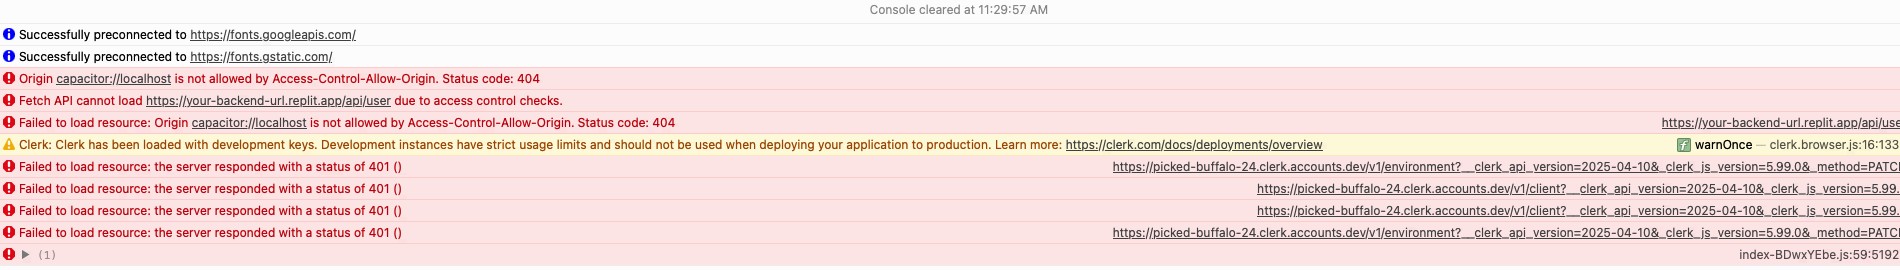 Console cleared at 11:29:57 AM
Successfully preconnected to https://fonts.googleapis.com/
Successfully preconnected to https://fonts.gstatic.com/
Origin capacitor://localhost is not allowed by Access-Control-Allow-Origin. Status code: 404
Fetch API cannot load https://your-backend-url.replit.app/api/user due to access control checks.
Failed to load resource: Origin capacitor://localhost is not allowed by Access-Control-Allow-Origin. Status code: 404 https://your-backend-url.replit.app/api/use
Clerk: Clerk has been loaded with development keys. Development instances have strict usage limits and should not be used when deploying your application to production. Learn more: https://clerk.com/docs/deployments/overview f warnOnce — clerk.browser.js:16:133
Failed to load resource: the server responded with a status of 401 () https://picked-buffalo-24.clerk.accounts.dev/v1/environment?__clerk_api_version=2025-04-10&_clerk_js_version=5.99.0&_method=PATC
Failed to load resource: the server responded with a status of 401 () https://picked-buffalo-24.clerk.accounts.dev/v1/client?__clerk_api_version=2025-04-10&_clerk_js_version=5.99.
Failed to load resource: the server responded with a status of 401 () https://picked-buffalo-24.clerk.accounts.dev/v1/client?__clerk_api_version=2025-04-10&_clerk_js_version=5.99.
Failed to load resource: the server responded with a status of 401 () https://picked-buffalo-24.clerk.accounts.dev/v1/environment?__clerk_api_version=2025-04-10&_clerk_js_version=5.99.0&_method=PATC
(1) index-BDwxYEbe.js:59:5192